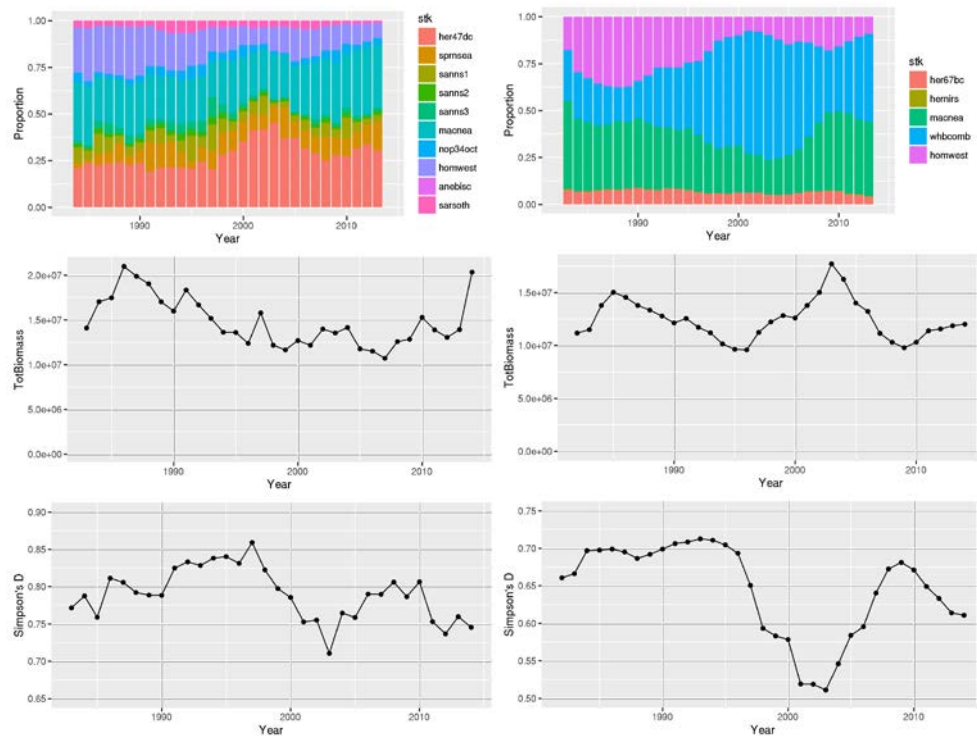 1.00
0.75
0.50
0.25
0.00
Proportion
1990
2000
2010
Year
stk
her47dc
sprnsea
sanns1
sanns2
sanns3
macnea
nop34oct
homwest
anebisc
sarsoth
1.00
0.75
0.50
0.25
0.00
Proportion
1990
2000
2010
Year
stk
her67bc
hernirs
macnea
whbcomb
homwest
2.0e+07
1.5e+07
1.0e+07
5.0e+06
0.0e+00
TotBiomass
1990
2000
2010
Year
1.5e+07
1.0e+07
5.0e+06
0.0e+00
TotBiomass
1990
2000
2010
Year
0.90
0.85
0.80
0.75
0.70
0.65
Simpson's D
1990
2000
2010
Year
0.75
0.70
0.65
0.60
0.55
0.50
Simpson's D
1990
2000
2010
Year